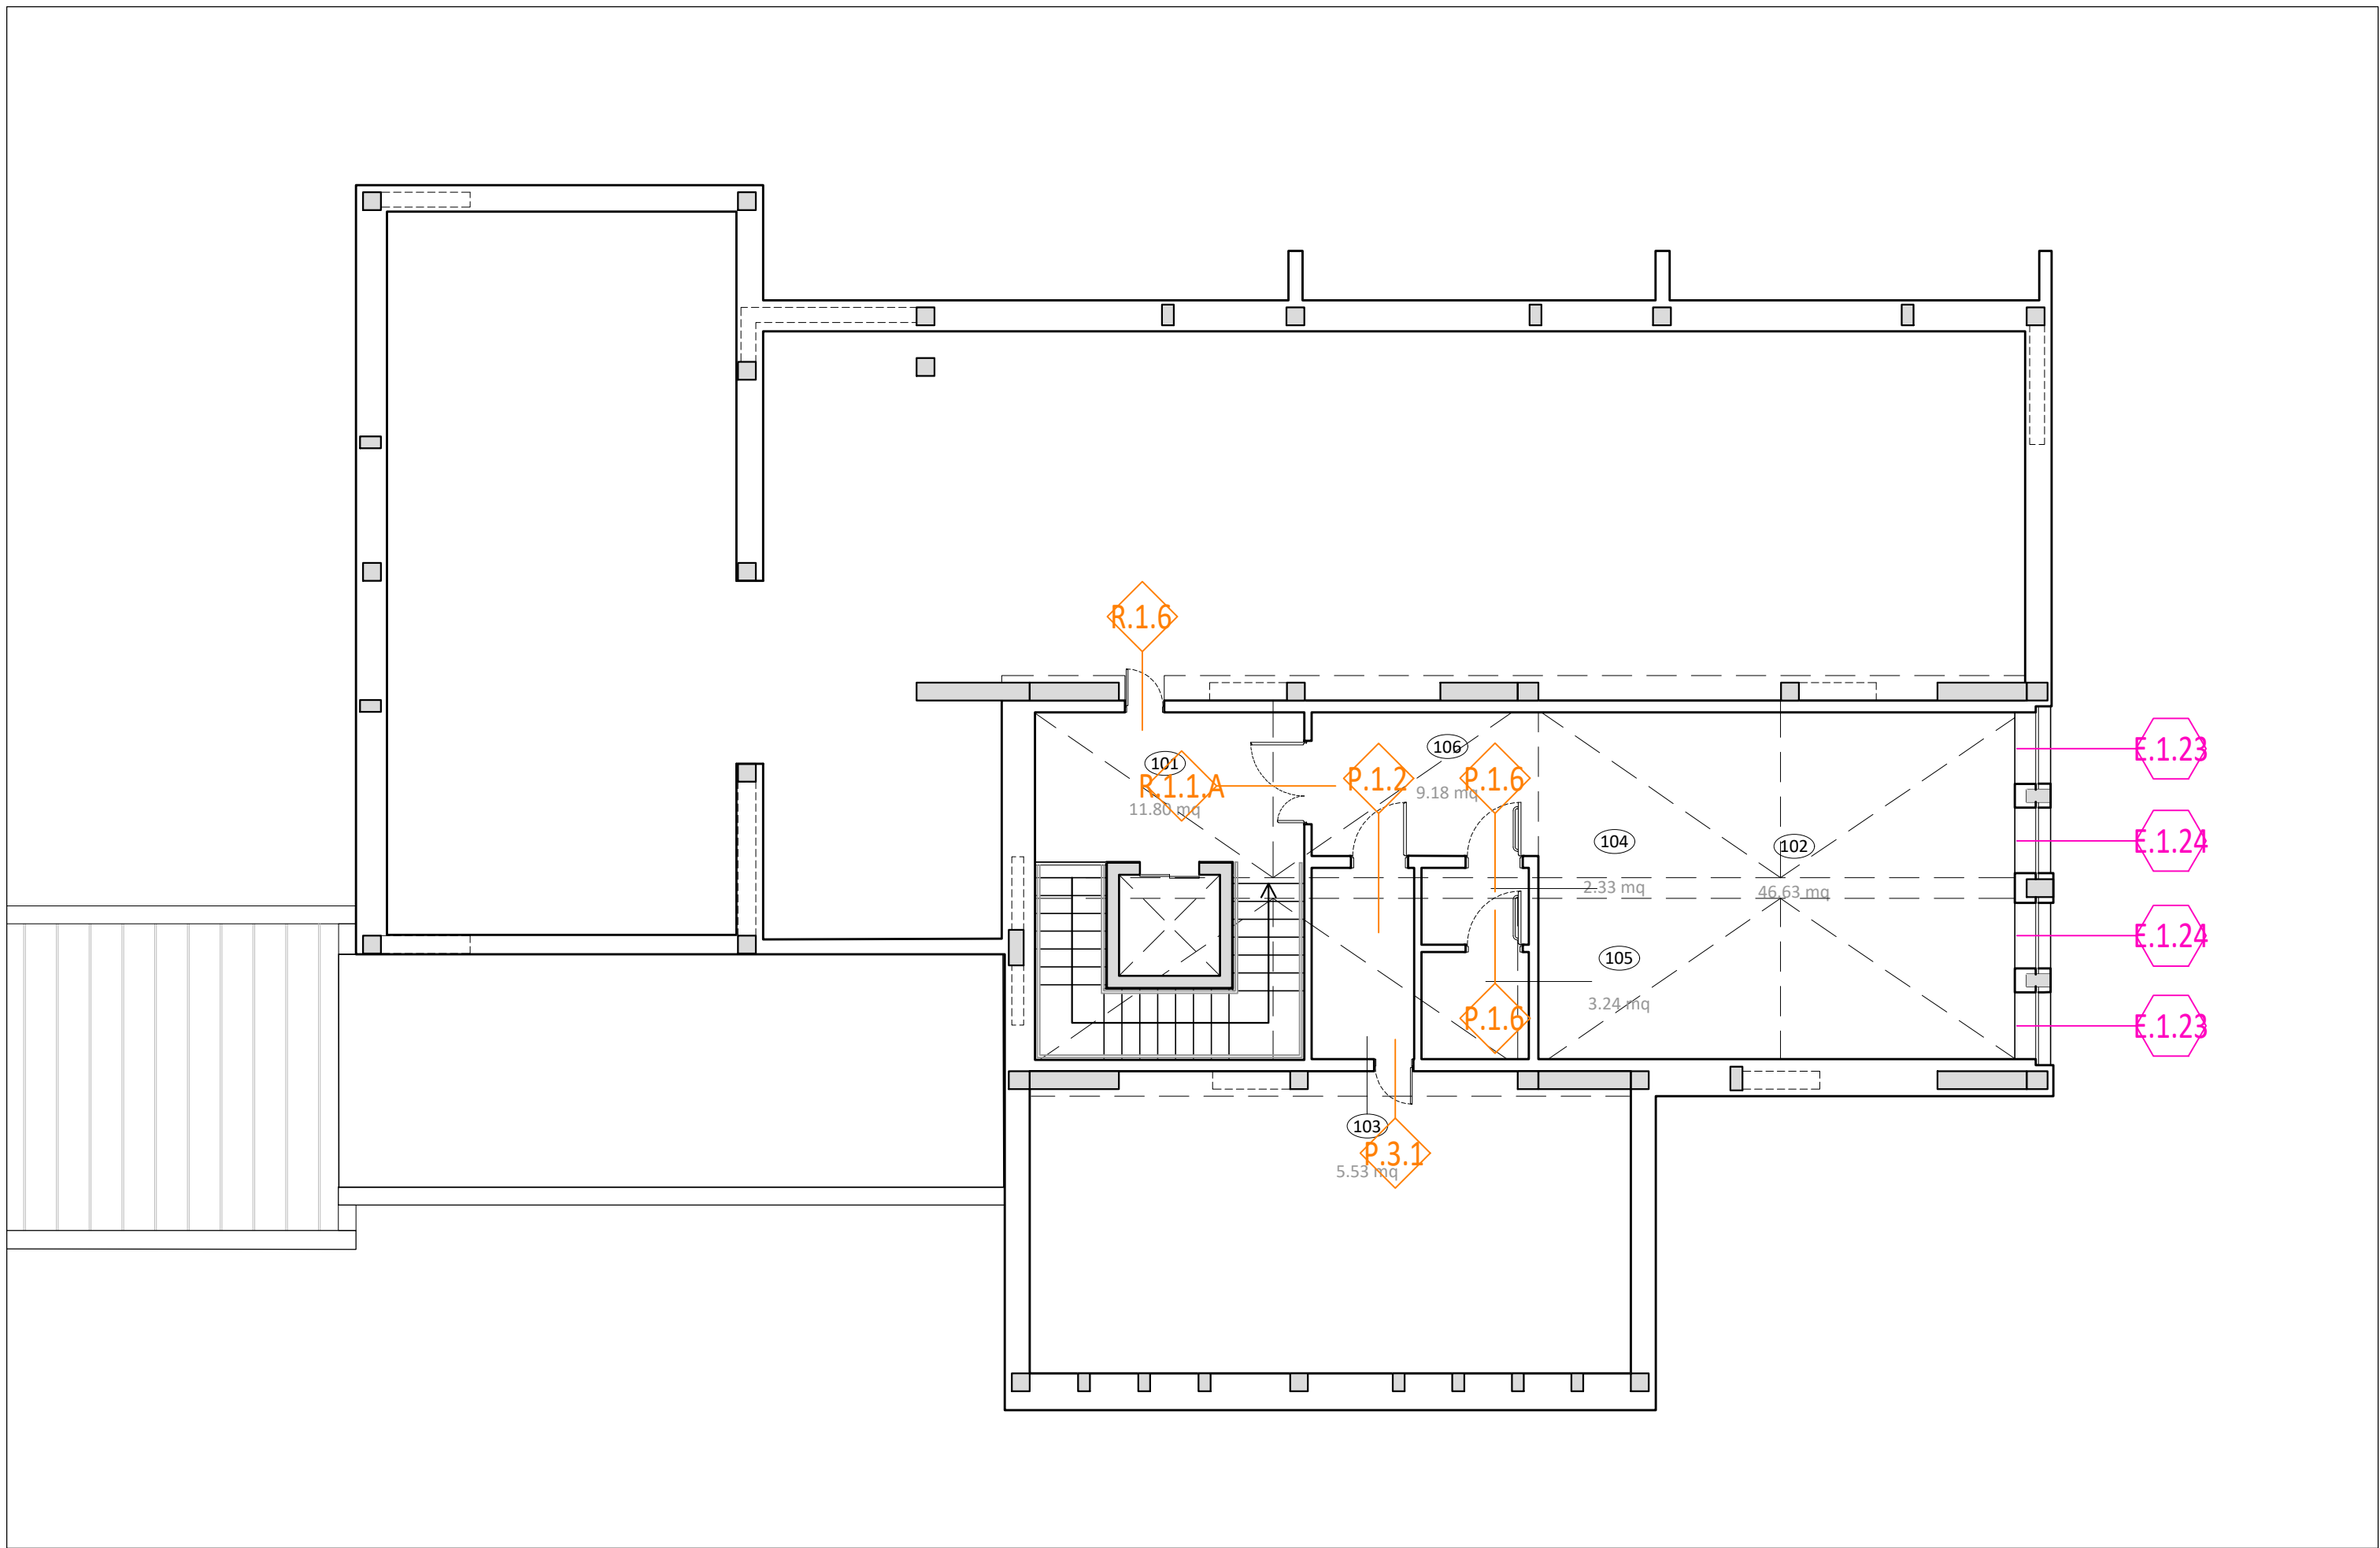 R.1.6
E.1.23
106
101
P.1.2
P.1.6
R.1.1.A
9.18 mq
11.80 mq
104
102
E.1.24
2.33 mq
46.63 mq
E.1.24
105
3.24 mq
P.1.6
E.1.23
103
P.3.1
5.53 mq